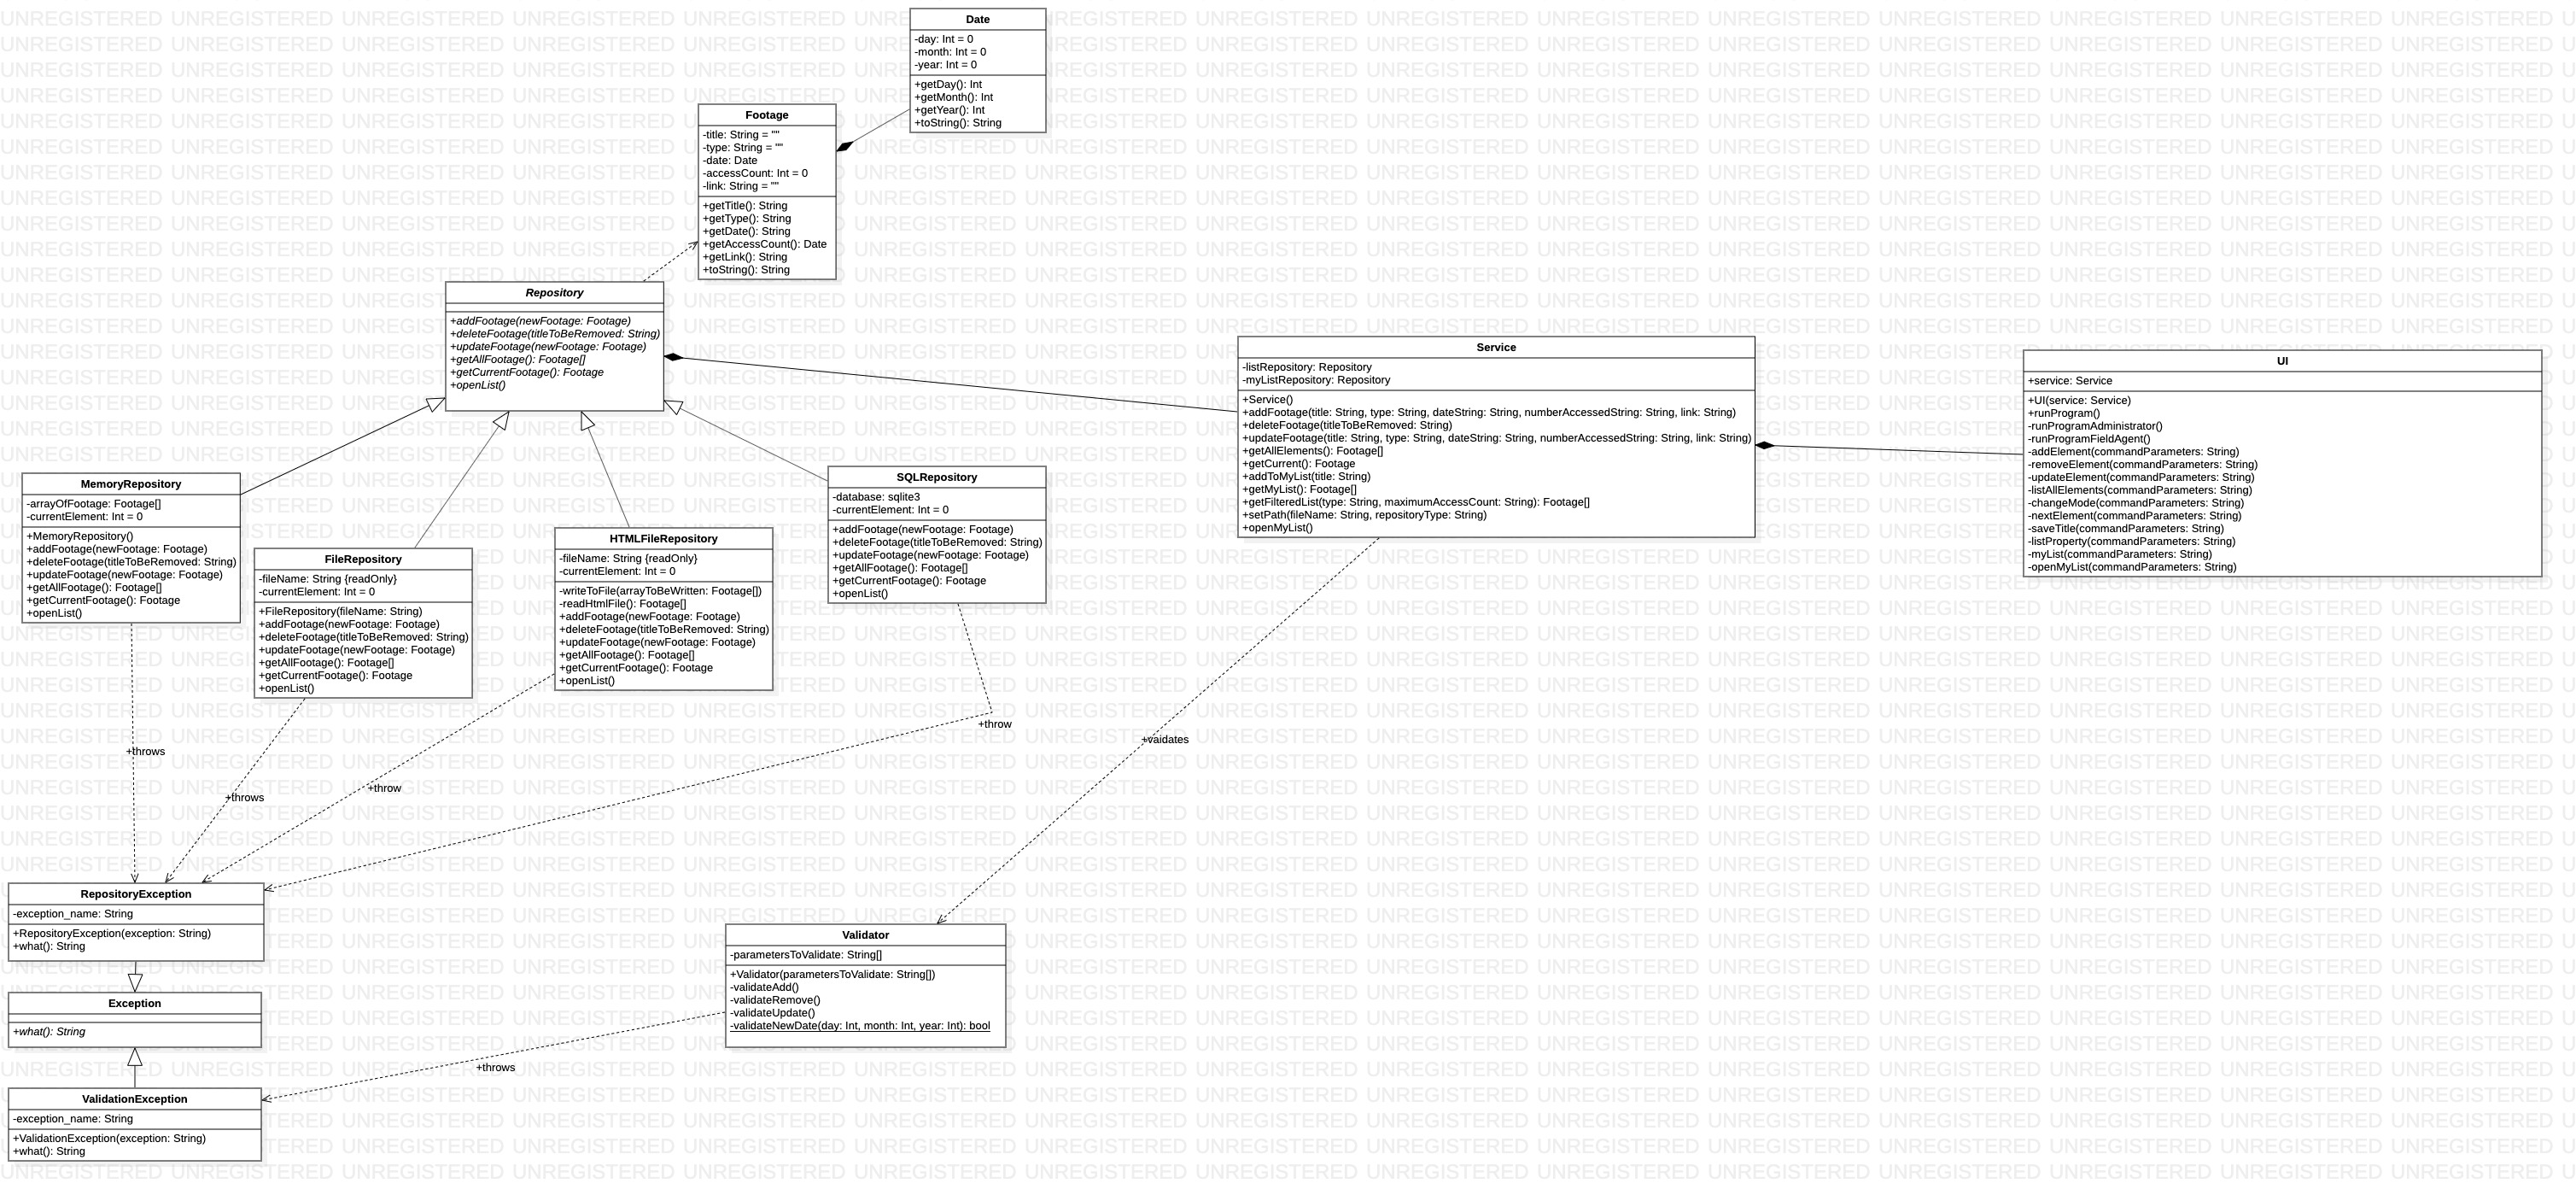 Date
-day: Int = 0
-month: Int = 0
-year: Int = 0
+getDay(): Int
+getMonth(): Int
+getYear(): Int
+toString(): String
Footage
-title: String = ""
-type: String = ""
-date: Date
-accessCount: Int = 0
-link: String = ""
+getTitle(): String
+getType(): String
+getDate(): String
+getAccessCount(): Date
+getLink(): String
+toString(): String
Repository
+addFootage(newFootage: Footage)
+deleteFootage(titleToBeRemoved: String)
+updateFootage(newFootage: Footage)
+getAllFootage(): Footage[]
+getCurrentFootage(): Footage
+openList()
Service
-listRepository: Repository
-myListRepository: Repository
+Service()
+addFootage(title: String, type: String, dateString: String, numberAccessedString: String, link: String)
+deleteFootage(titleToBeRemoved: String)
+updateFootage(title: String, type: String, dateString: String, numberAccessedString: String, link: String)
+getAllElements(): Footage[]
+getCurrent(): Footage
+addToMyList(title: String)
+getMyList(): Footage[]
+getFilteredList(type: String, maximumAccessCount: String): Footage[]
+setPath(fileName: String, repositoryType: String)
+openMyList()
UI
+service: Service
+UI(service: Service)
+runProgram()
-runProgramAdministrator()
-runProgramFieldAgent()
-addElement(commandParameters: String)
-removeElement(commandParameters: String)
-updateElement(commandParameters: String)
-listAllElements(commandParameters: String)
-changeMode(commandParameters: String)
-nextElement(commandParameters: String)
-saveTitle(commandParameters: String)
-listProperty(commandParameters: String)
-myList(commandParameters: String)
-openMyList(commandParameters: String)
MemoryRepository
-arrayOfFootage: Footage[]
-currentElement: Int = 0
+MemoryRepository()
+addFootage(newFootage: Footage)
+deleteFootage(titleToBeRemoved: String)
+updateFootage(newFootage: Footage)
+getAllFootage(): Footage[]
+getCurrentFootage(): Footage
+openList()
FileRepository
-fileName: String {readOnly}
-currentElement: Int = 0
+FileRepository(fileName: String)
+addFootage(newFootage: Footage)
+deleteFootage(titleToBeRemoved: String)
+updateFootage(newFootage: Footage)
+getAllFootage(): Footage[]
+getCurrentFootage(): Footage
+openList()
HTMLFileRepository
-fileName: String {readOnly}
-currentElement: Int = 0
-writeToFile(arrayToBeWritten: Footage[])
-readHtmlFile(): Footage[]
+addFootage(newFootage: Footage)
+deleteFootage(titleToBeRemoved: String)
+updateFootage(newFootage: Footage)
+getAllFootage(): Footage[]
+getCurrentFootage(): Footage
+openList()
SQLRepository
-database: sqlite3
-currentElement: Int = 0
+addFootage(newFootage: Footage)
+deleteFootage(titleToBeRemoved: String)
+updateFootage(newFootage: Footage)
+getAllFootage(): Footage[]
+getCurrentFootage(): Footage
+openList()
+throws
+throws
+throw
+throw
+vaidates
RepositoryException
-exception_name: String
+RepositoryException(exception: String)
+what(): String
Exception
+what(): String
ValidationException
-exception_name: String
+ValidationException(exception: String)
+what(): String
+throws
Validator
-parametersToValidate: String[]
+Validator(parametersToValidate: String[])
-validateAdd()
-validateRemove()
-validateUpdate()
-validateNewDate(day: Int, month: Int, year: Int): bool
UNREGISTERED